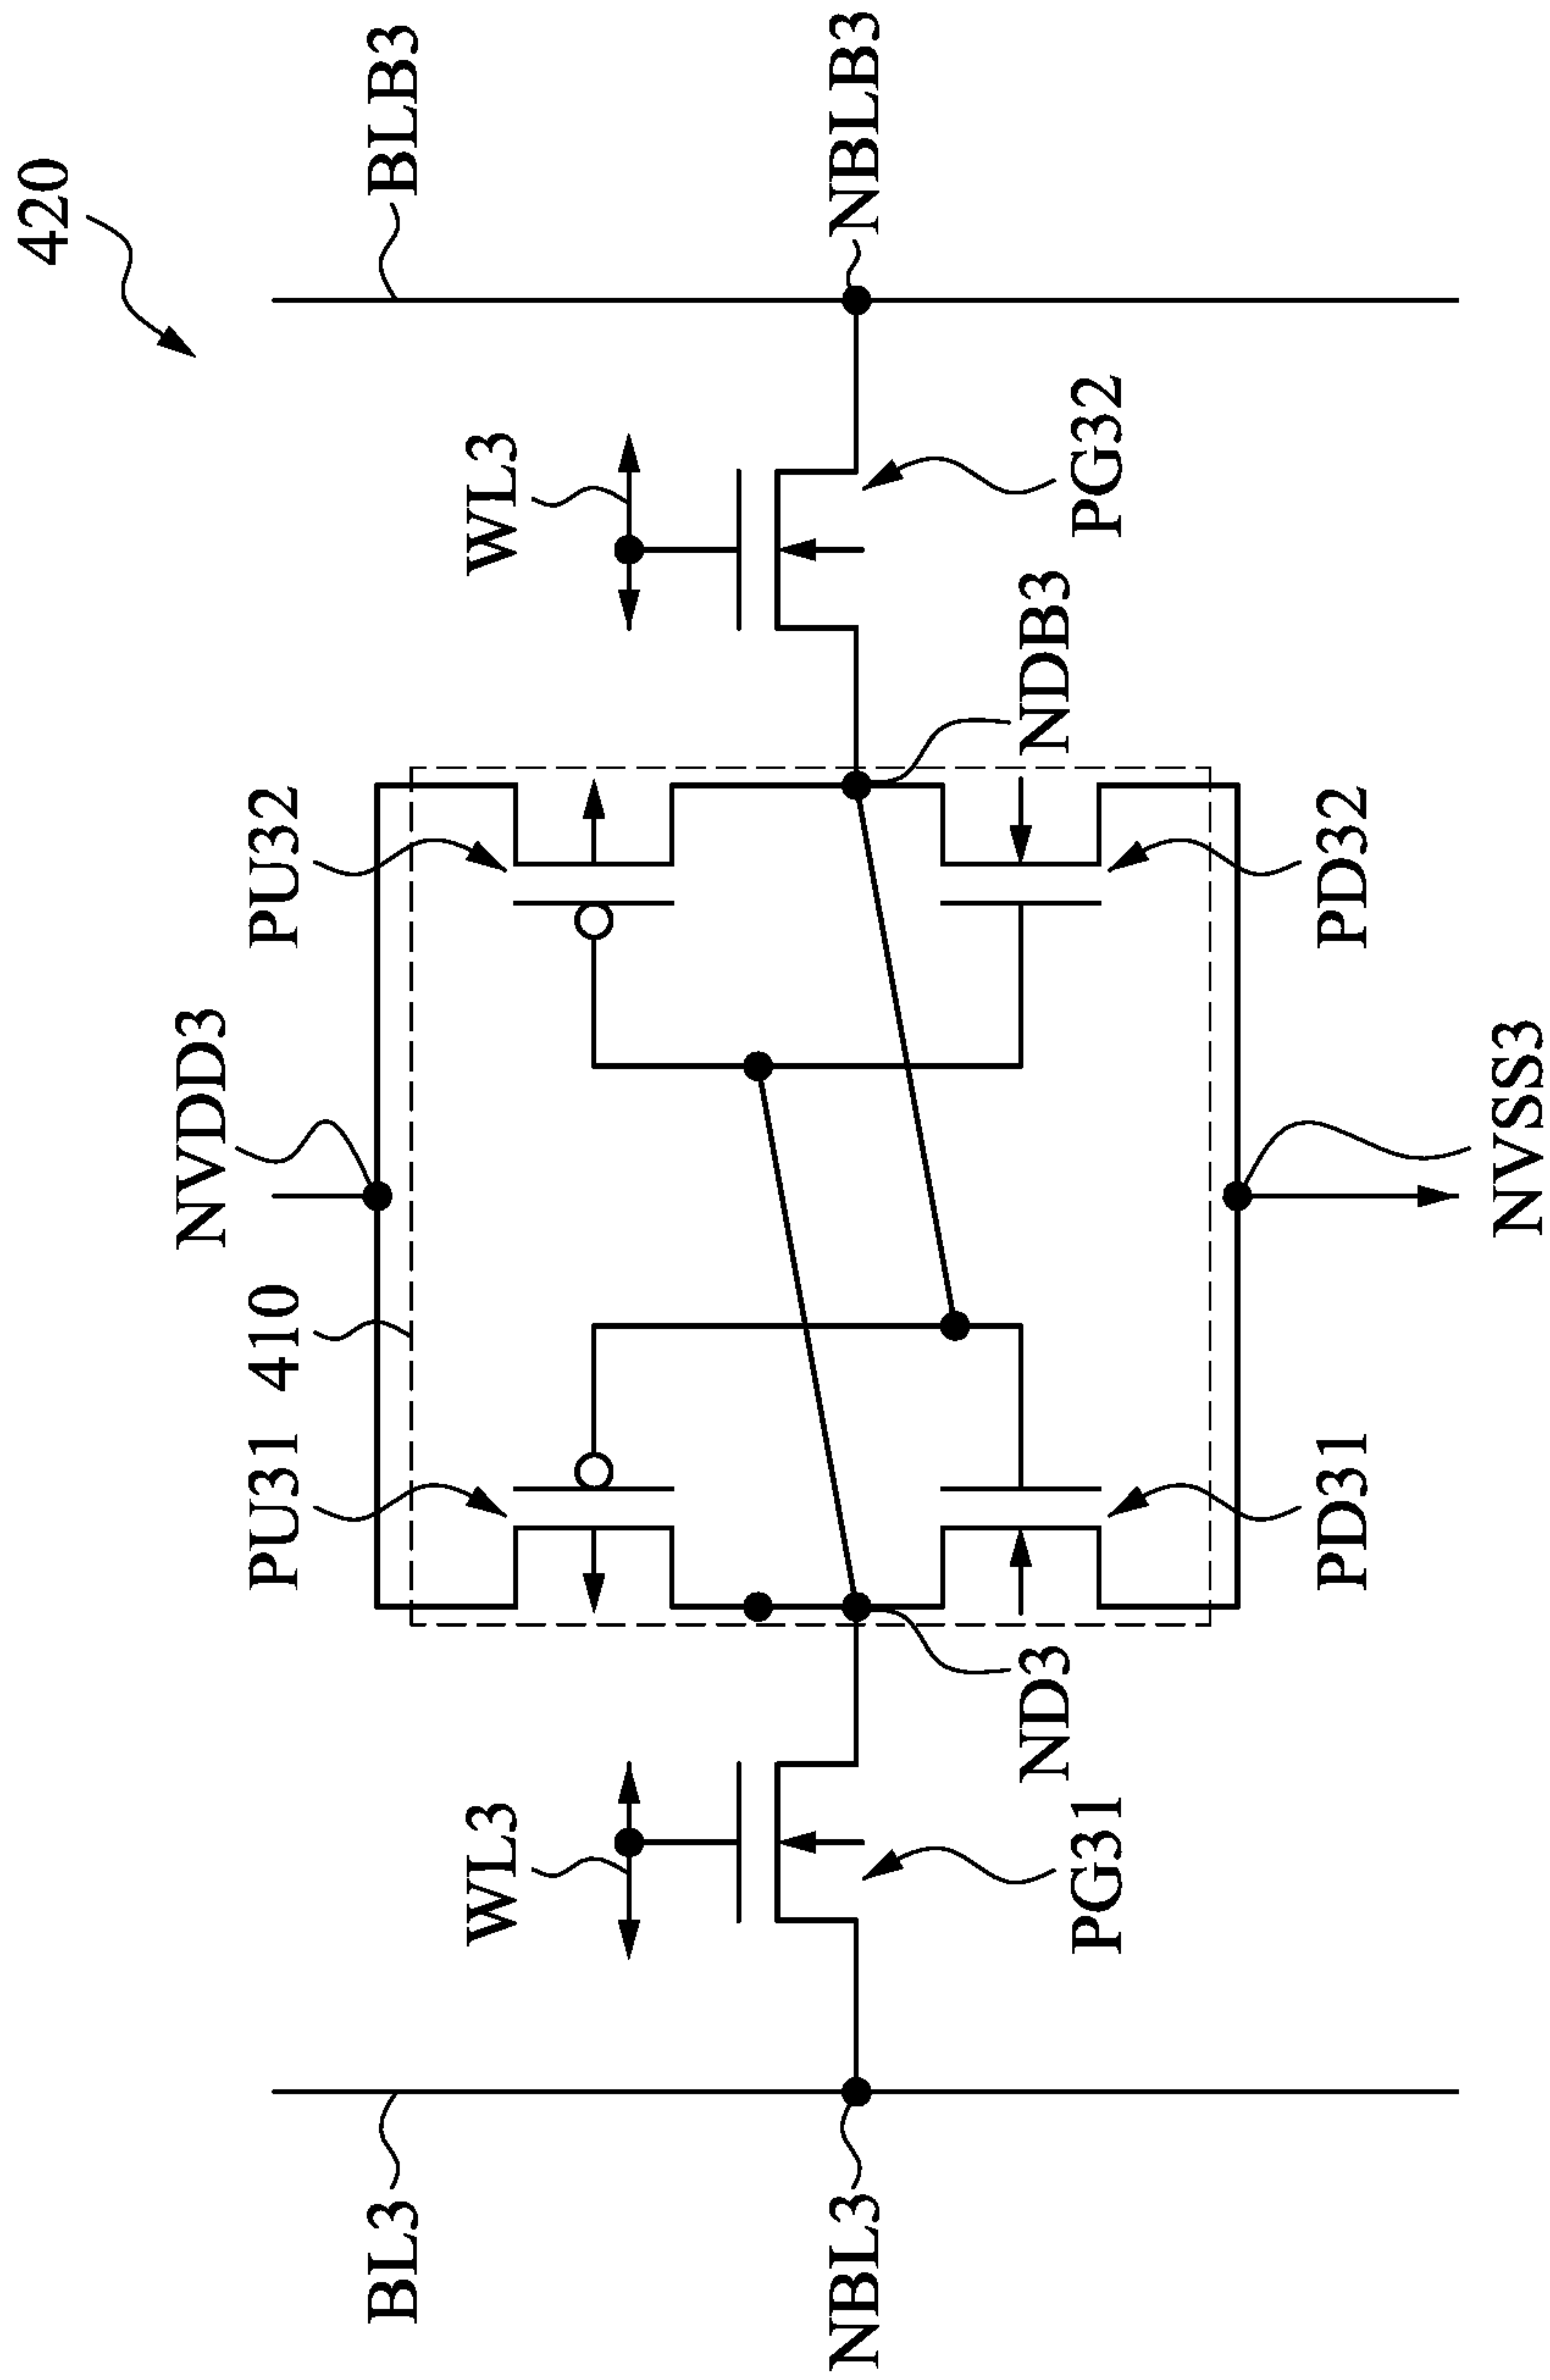 420
NVDD3
PU31
410
PU32
BL3
BLB3
WL3
WL3
NBL3
NBLB3
ND3
NDB3
PG31
PG32
PD31
PD32
NVSS3